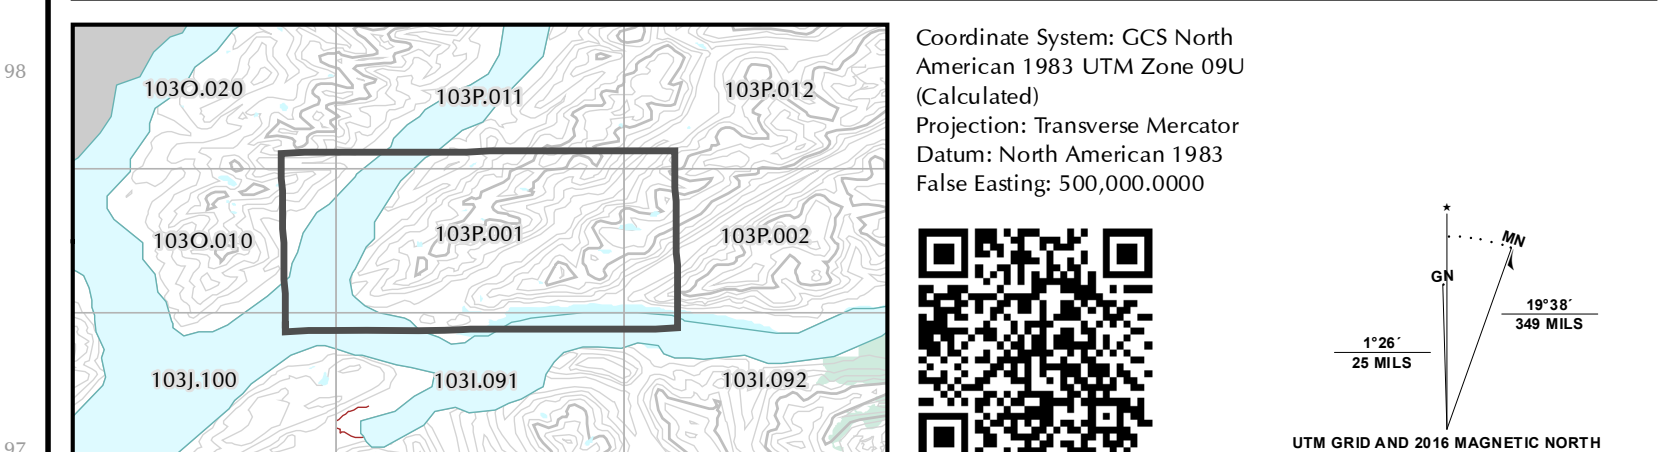 98
97
103O.020
103P.011
103P.012
103O.010
103P.001
103P.002
103J.100
103I.091
103I.092
Coordinate System: GCS North
American 1983 UTM Zone 09U
(Calculated)
Projection: Transverse Mercator
Datum: North American 1983
False Easting: 500,000.0000
MN
GN
19°38´
349 MILS
1°26´
25 MILS
UTM GRID AND 2016 MAGNETIC NORTH